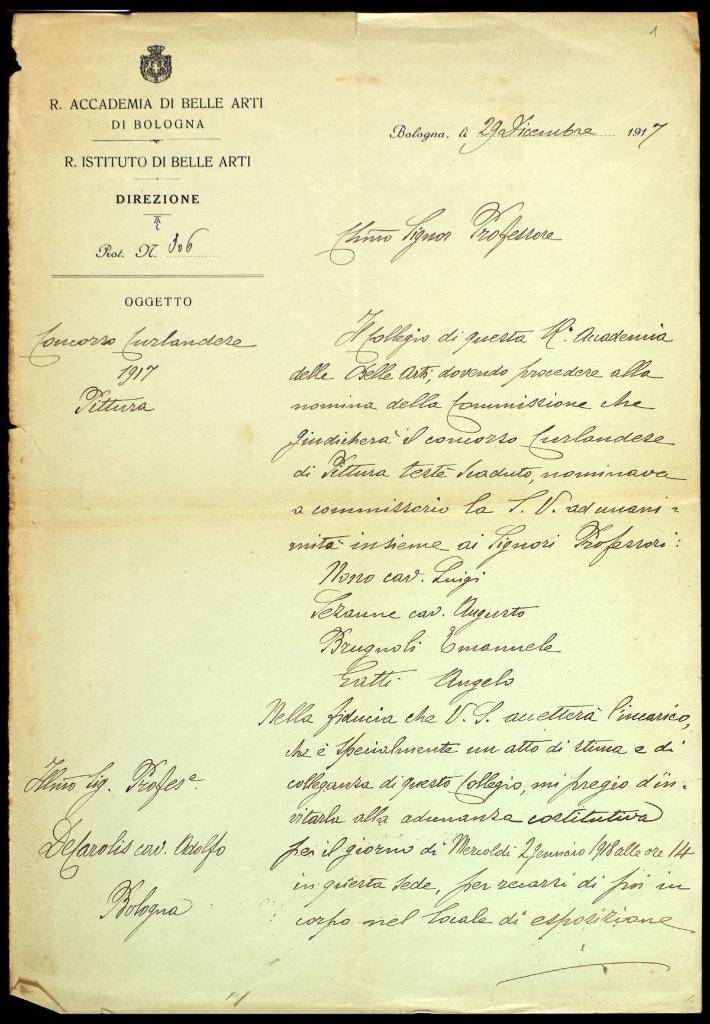 1
R. ACCADEMIA DI BELLE ARTI
DI BOLOGNA
R. ISTITUTO DI BELLE ARTI
DIREZIONE
Prot. N. 306
OGGETTO
Concorso Curlandese
1917
Pittura
Bologna, li 29 Dicembre 1917
Chiño Signor Professore
Il Collegio di questa R. Accademia
delle Belle Arti, dovendo procedere alla
nomina della Commissione che
giudicherà il concorso Curlandese
di Pittura testè scaduto, nominava
a commissario la S. V. ad unani-
mità insieme ai Signori Professori:
Nono cav. Luigi
Sezanne cav. Augusto
Brugnoli Emanuele
Gatti Angelo
Nella fiducia che V. S. accetterà l'incarico,
che è specialmente un atto di stima e di
colleganza di questo Collegio, mi pregio d'in-
vitarla alla adunanza costitutiva
per il giorno di Mercoldì 2 gennaio 1918 alle ore 14
in questa sede, per recarsi di poi in
corpo nel locale di esposizione
Illmo Sig. Profes.e
DeCarolis cav. Adolfo
Bologna